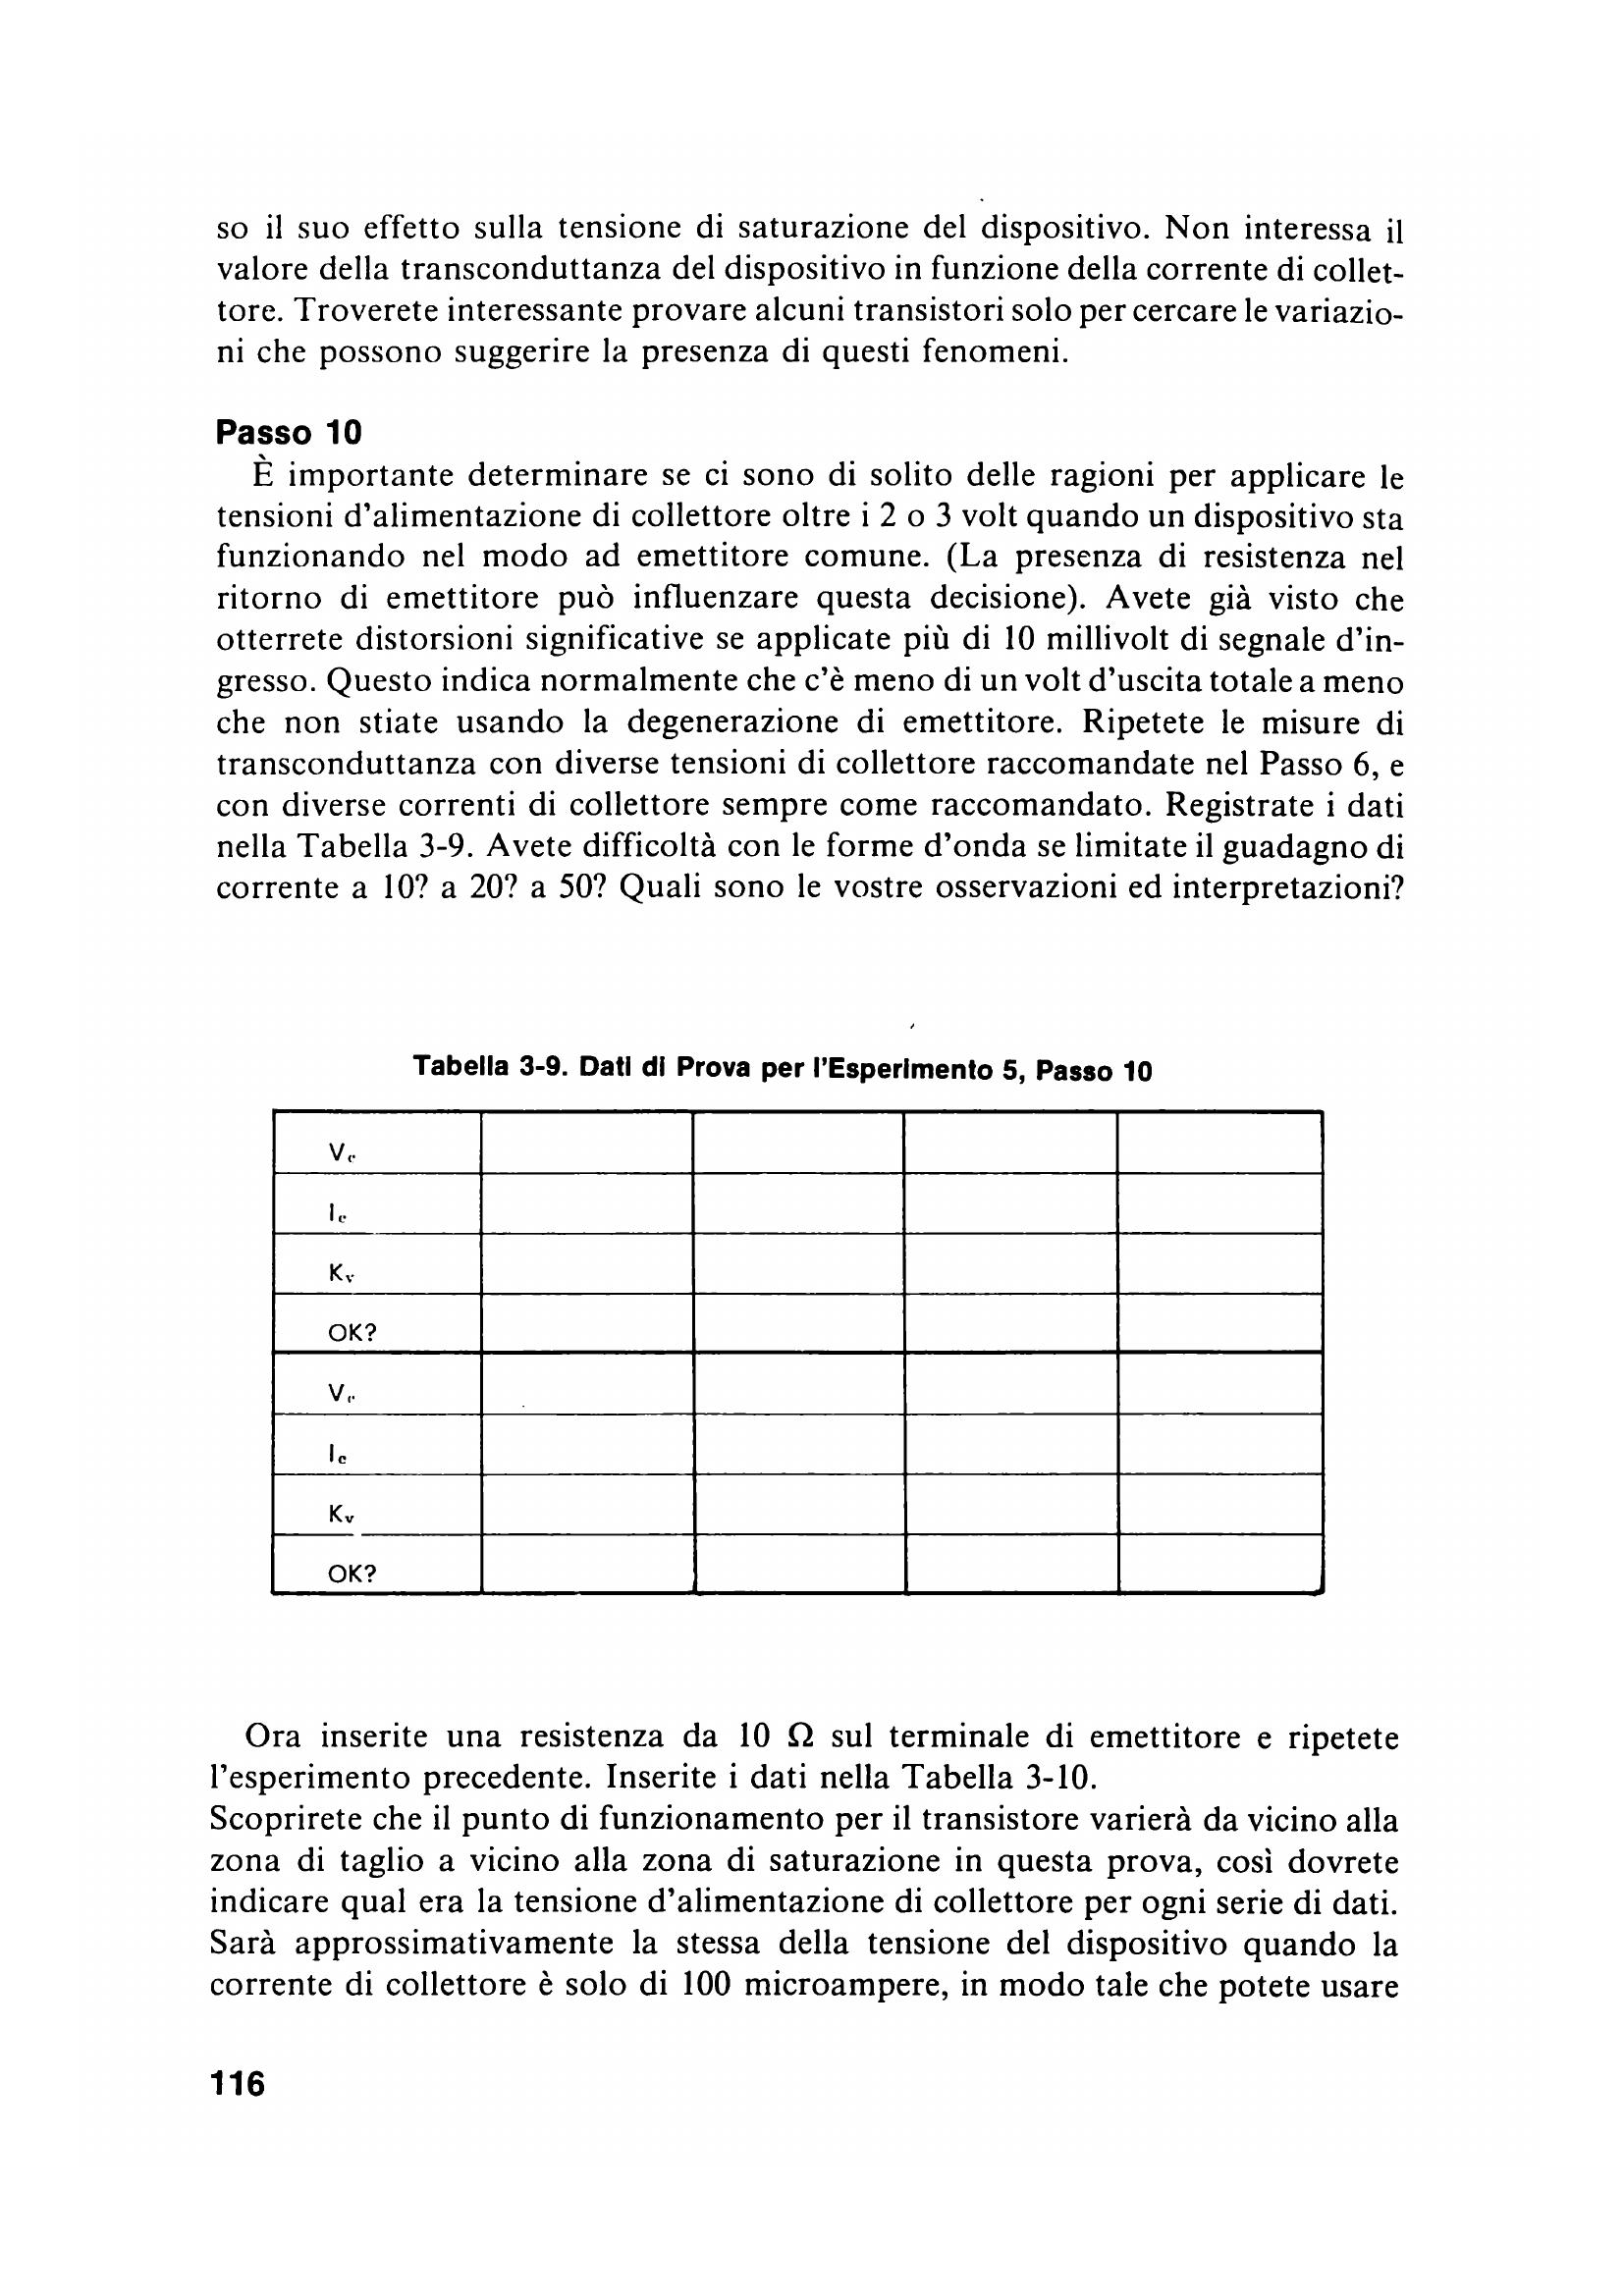 so il suo effetto sulla tensione di saturazione del dispositivo. Non interessa il
valore della transconduttanza del dispositivo in funzione della corrente di collet-
tore. Troverete interessante provare alcuni transistori solo per cercare le variazio-
ni che possono suggerire la presenza di questi fenomeni.
Passo 10
È importante determinare se ci sono di solito delle ragioni per applicare le
tensioni d'alimentazione di collettore oltre i 2 o 3 volt quando un dispositivo sta
funzionando nel modo ad emettitore comune. (La presenza di resistenza nel
ritorno di emettitore può influenzare questa decisione). Avete già visto che
otterrete distorsioni significative se applicate più di 10 millivolt di segnale d'in-
gresso. Questo indica normalmente che c'è meno di un volt d'uscita totale a meno
che non stiate usando la degenerazione di emettitore. Ripetete le misure di
transconduttanza con diverse tensioni di collettore raccomandate nel Passo 6, e
con diverse correnti di collettore sempre come raccomandato. Registrate i dati
nella Tabella 3-9. Avete difficoltà con le forme d'onda se limitate il guadagno di
corrente a 10? a 20? a 50? Quali sono le vostre osservazioni ed interpretazioni?
Tabella 3-9. Dati di Prova per l'Esperimento 5, Passo 10
Vc
Ic
Kv
OK?
Vc
Ic
Kv
OK?
Ora inserite una resistenza da 10 Ω sul terminale di emettitore e ripetete
l'esperimento precedente. Inserite i dati nella Tabella 3-10.
Scoprirete che il punto di funzionamento per il transistore varierà da vicino alla
zona di taglio a vicino alla zona di saturazione in questa prova, così dovrete
indicare qual era la tensione d'alimentazione di collettore per ogni serie di dati.
Sarà approssimativamente la stessa della tensione del dispositivo quando la
corrente di collettore è solo di 100 microampere, in modo tale che potete usare
116